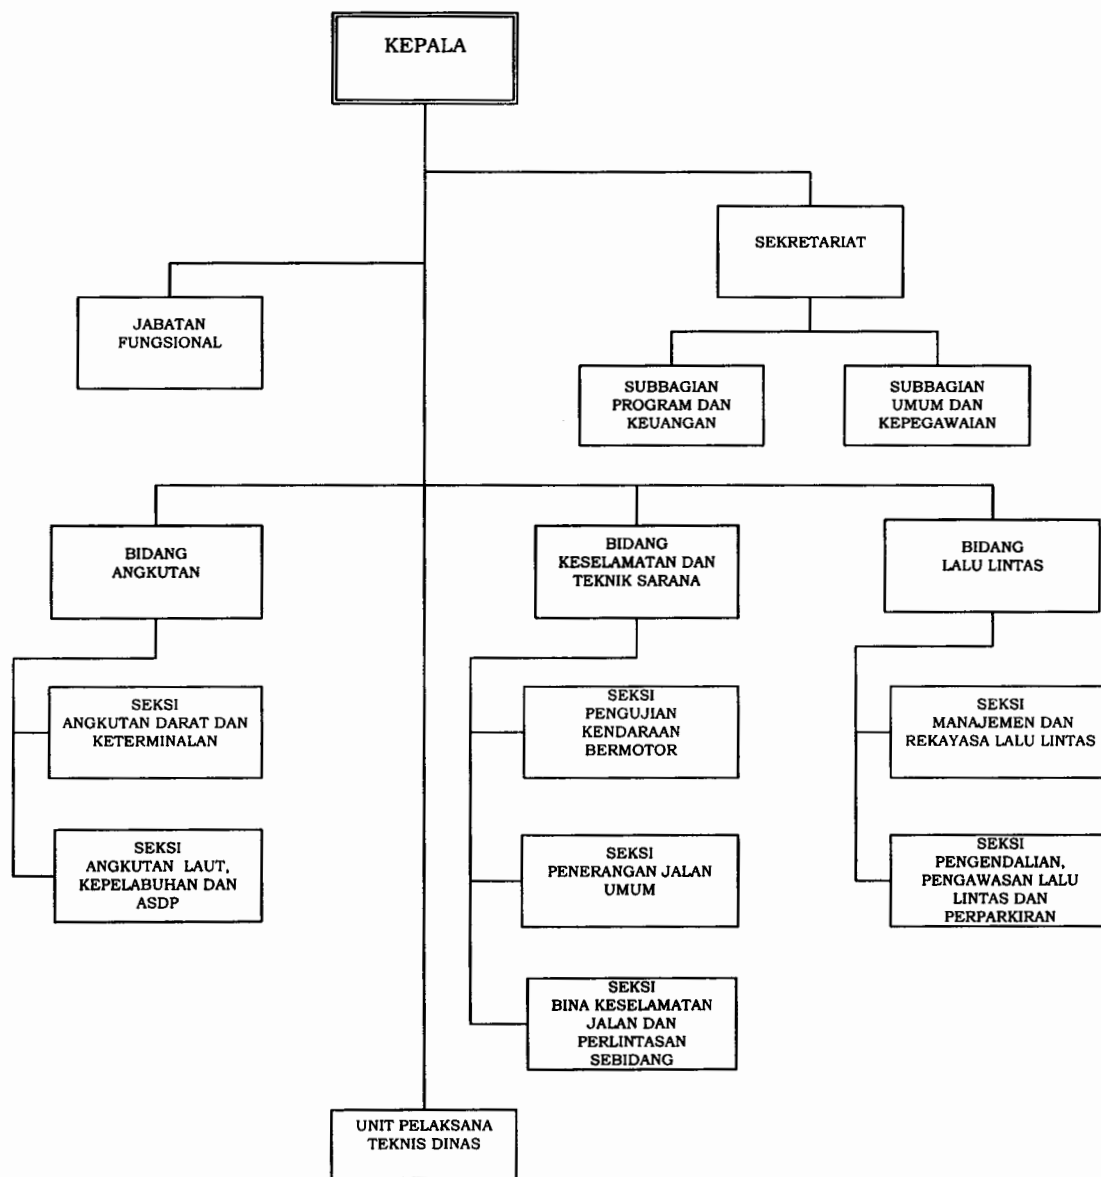 KEPALA
SEKRETARIAT
JABATAN
FUNGSIONAL
SUBBAGIAN
PROGRAM DAN
KEUANGAN
SUBBAGIAN
UMUM DAN
KEPEGAWAIAN
BIDANG
ANGKUTAN
BIDANG
KESELAMATAN DAN
TEKNIK SARANA
BIDANG
LALU LINTAS
SEKSI
ANGKUTAN DARAT DAN
KETERMINALAN
SEKSI
PENGUJIAN
KENDARAAN
BERMOTOR
SEKSI
MANAJEMEN DAN
REKAYASA LALU LINTAS
SEKSI
ANGKUTAN LAUT,
KEPELABUHAN DAN
ASDP
SEKSI
PENERANGAN JALAN
UMUM
SEKSI
PENGENDALIAN,
PENGAWASAN LALU
LINTAS DAN
PERPARKIRAN
SEKSI
BINA KESELAMATAN
JALAN DAN
PERLINTASAN
SEBIDANG
UNIT PELAKSANA
TEKNIS DINAS